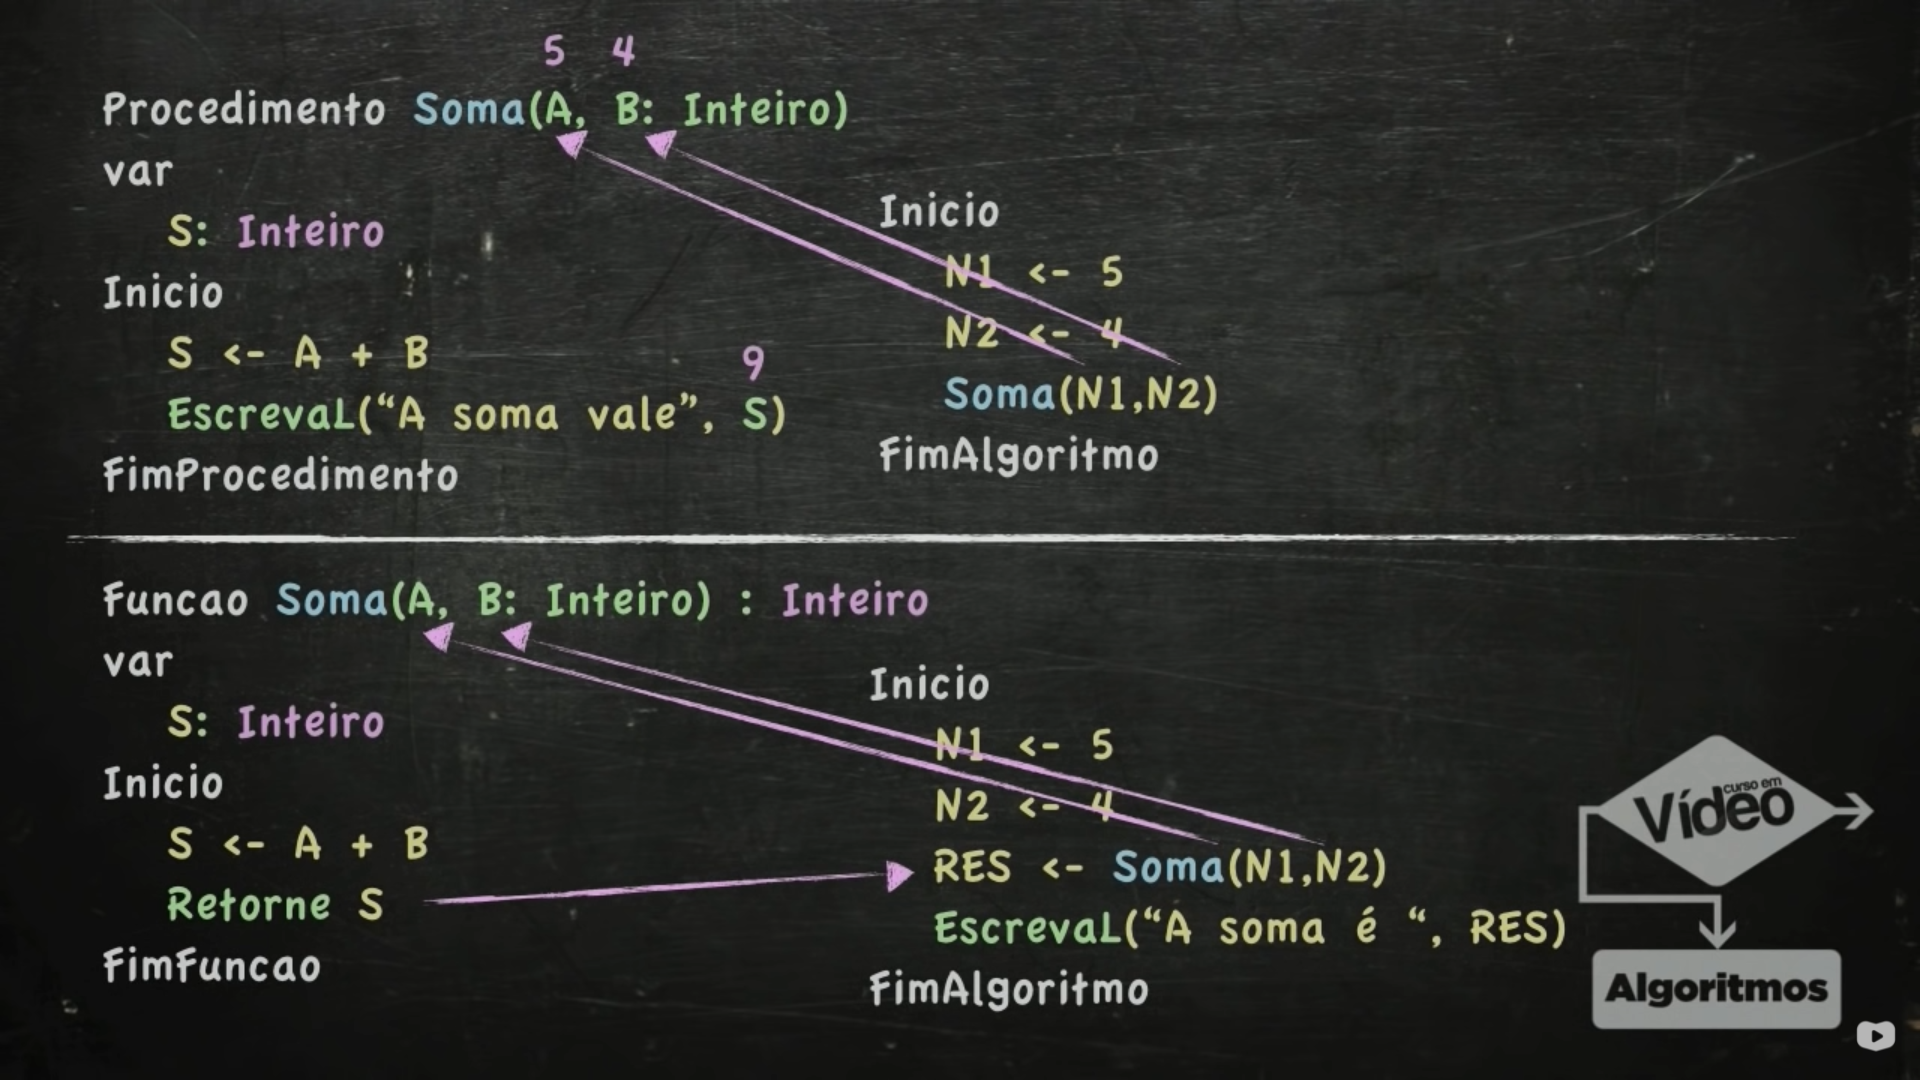 5 4
Procedimento Soma(A, B: Inteiro)
var
S: Inteiro
Inicio
S <- A + B
9
EscrevaL(“A soma vale”, S)
FimProcedimento
Inicio
N1 <- 5
N2 <- 4
Soma(N1,N2)
FimAlgoritmo
Funcao Soma(A, B: Inteiro) : Inteiro
var
S: Inteiro
Inicio
S <- A + B
Retorne S
FimFuncao
Inicio
N1 <- 5
N2 <- 4
RES <- Soma(N1,N2)
EscrevaL(“A soma é “, RES)
FimAlgoritmo
curso em
Vídeo
Algoritmos